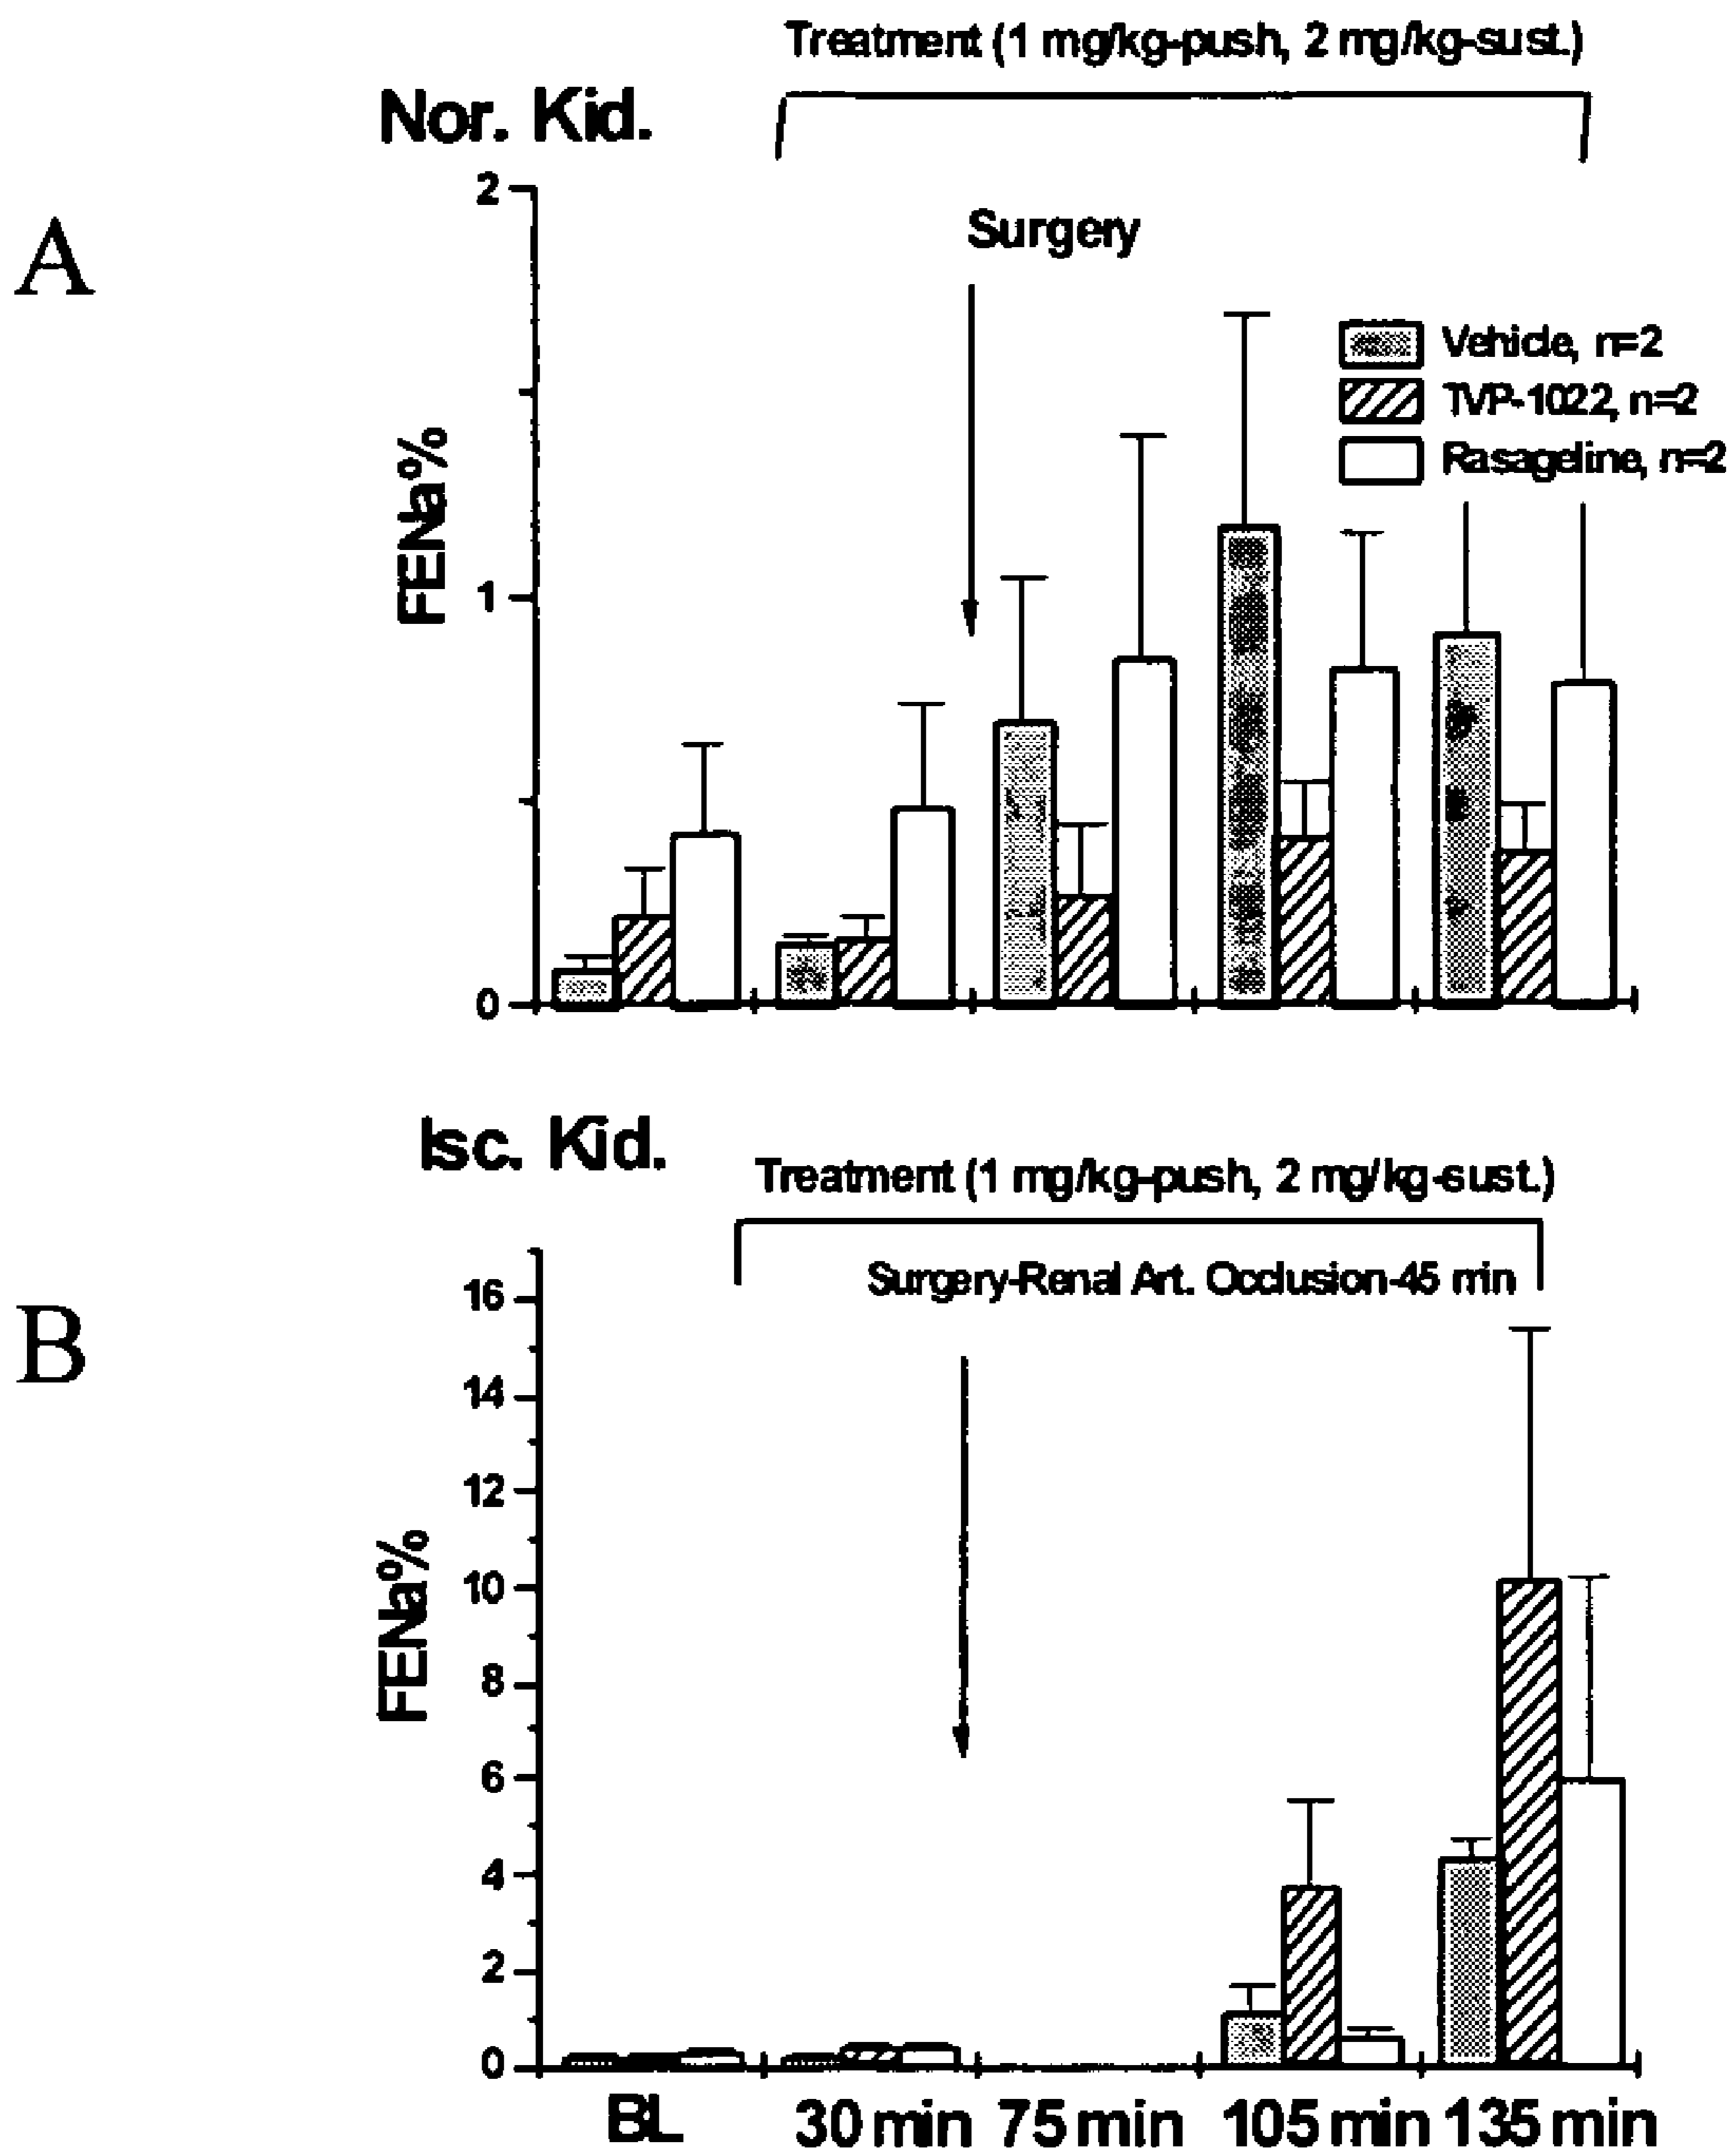 Treatment (1 mg/kg-push, 2 mg/kg-sust.)
Nor. Kid.
A
2
Surgery
Vehicle, n=2
TVP-1022, n=2
Rasageline, n=2
FENa%
1
0
Isc. Kid.
Treatment (1 mg/kg-push, 2 mg/kg-sust.)
Surgery-Renal Art. Occlusion-45 min
B
16
14
12
10
FENa%
8
6
4
2
0
BL 30 min 75 min 105 min 135 min